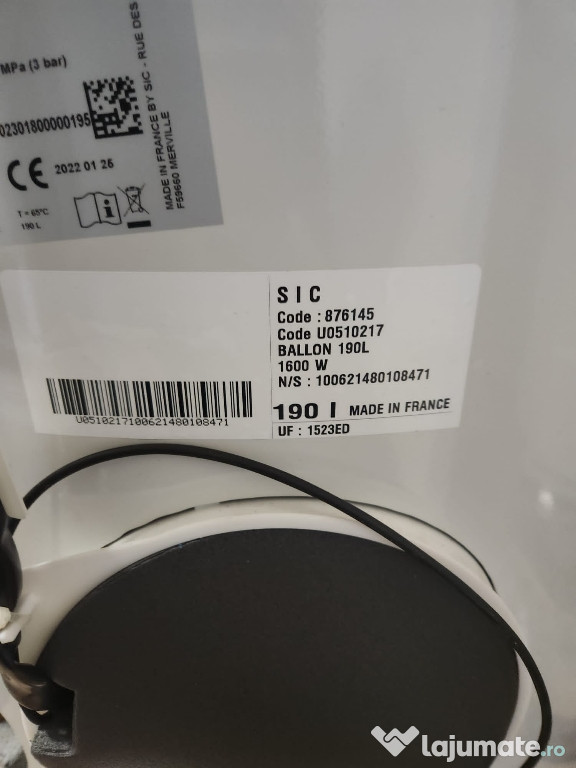 MPa (3 bar)
02301800000195
2022 01 26
T = 65°C
190 L
MADE IN FRANCE BY SIC - RUE DES
F59660 MERVILLE
S I C
Code : 876145
Code U0510217
BALLON 190L
1600 W
N/S : 100621480108471
190 l MADE IN FRANCE
UF : 1523ED
U0510217100621480108471
lajumate.ro